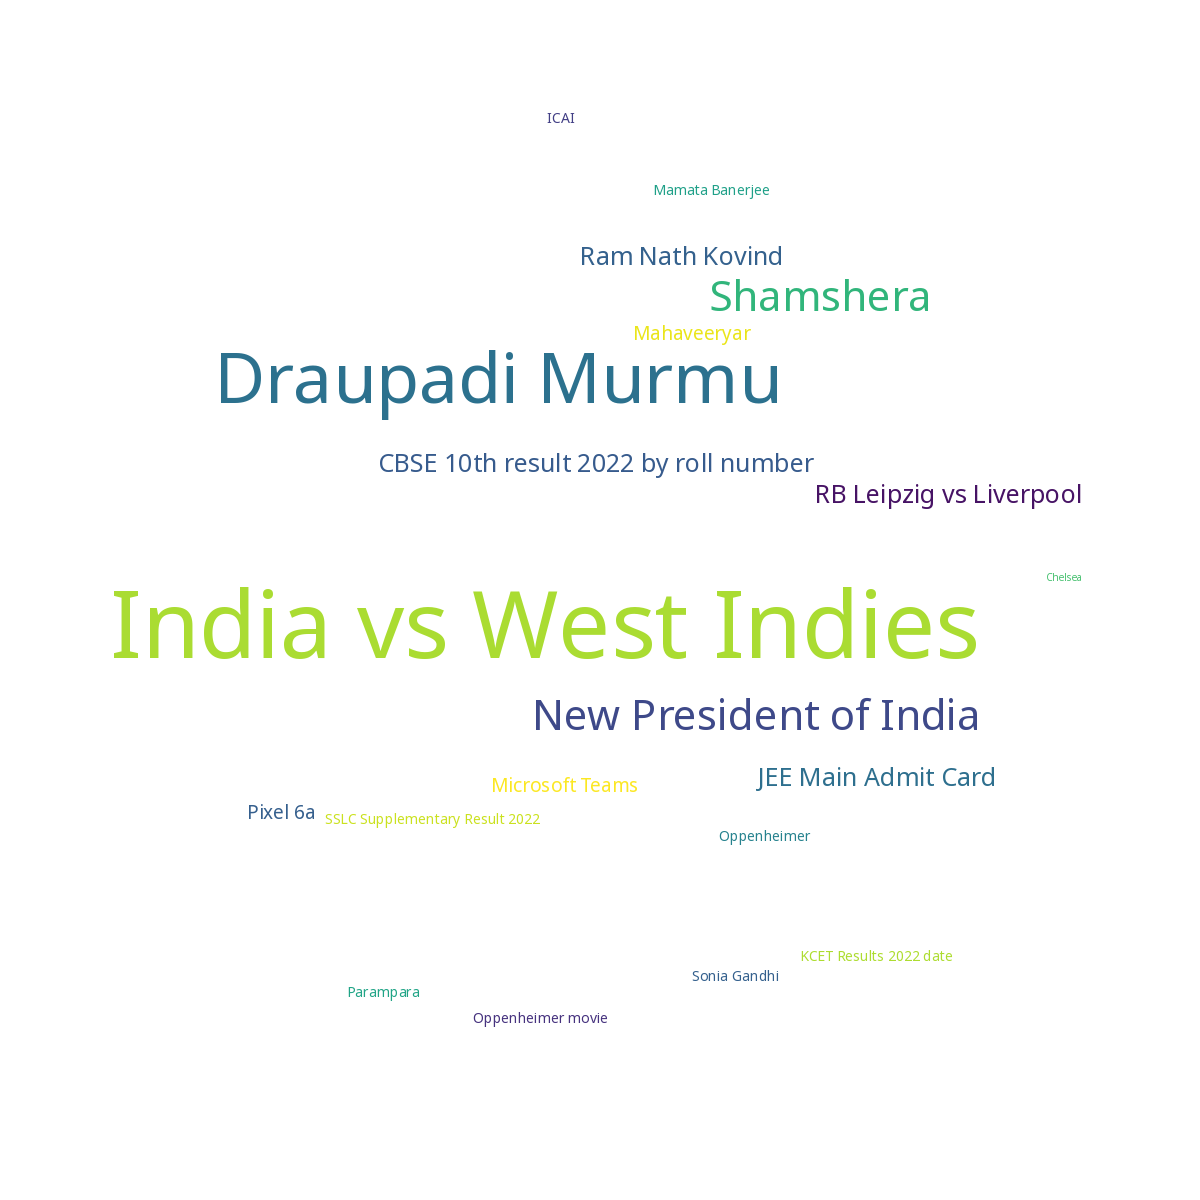 ICAI
Mamata Banerjee
Ram Nath Kovind
Shamshera
Mahaveeryar
Draupadi Murmu
CBSE 10th result 2022 by roll number
RB Leipzig vs Liverpool
Chelsea
India vs West Indies
New President of India
JEE Main Admit Card
Microsoft Teams
Pixel 6a
SSLC Supplementary Result 2022
Oppenheimer
KCET Results 2022 date
Sonia Gandhi
Parampara
Oppenheimer movie